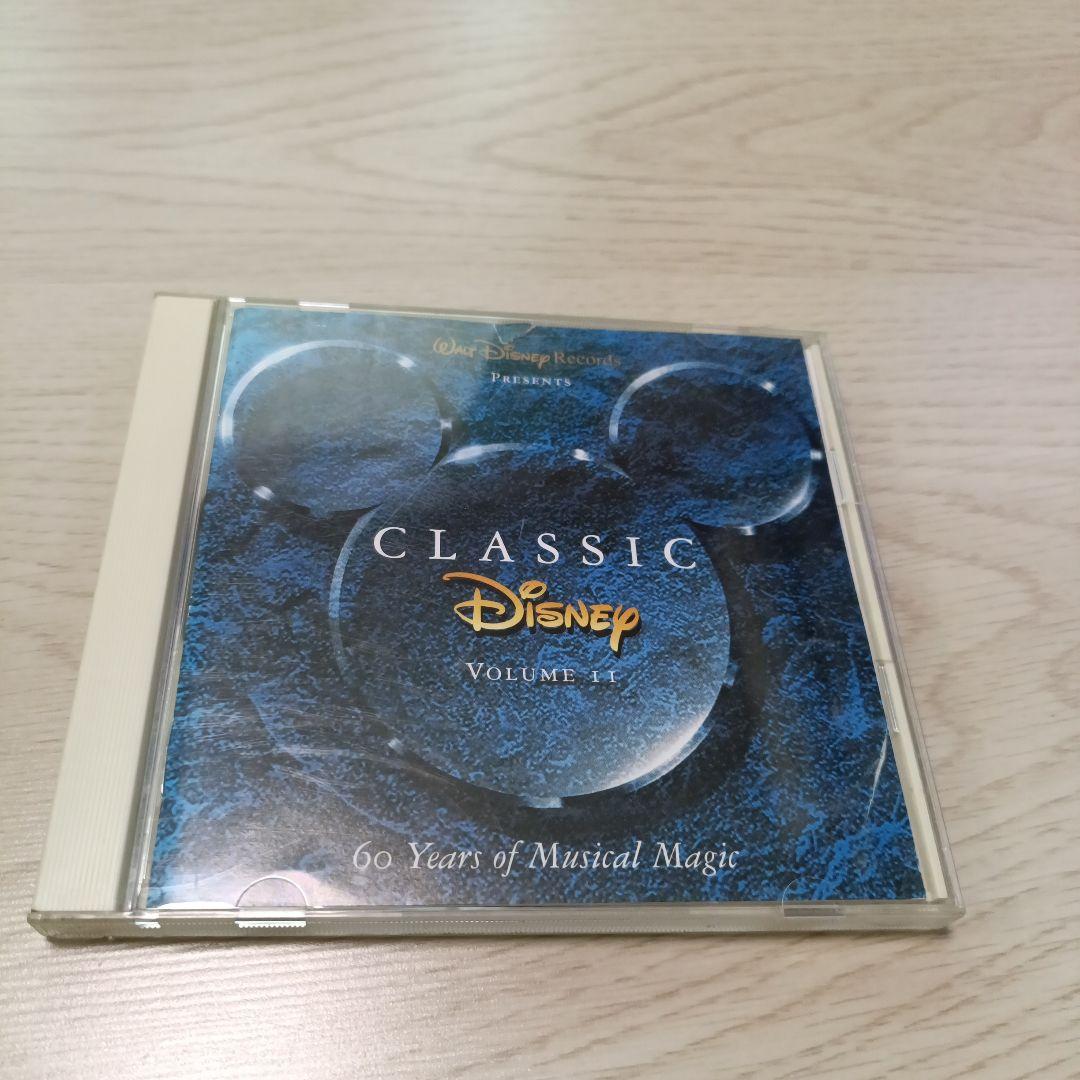 WALT DISNEY Records
PRESENTS
CLASSIC
DISNEY
VOLUME II
60 Years of Musical Magic